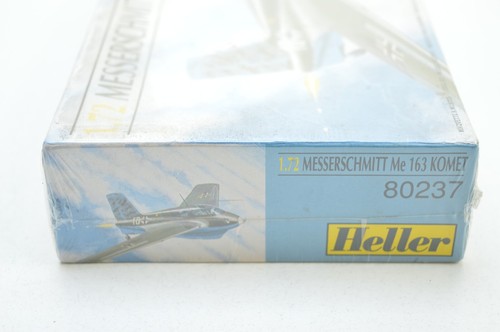 1:72 MESSERSCHMITT
1:72 MESSERSCHMITT Me 163 KOMET
80237
Heller